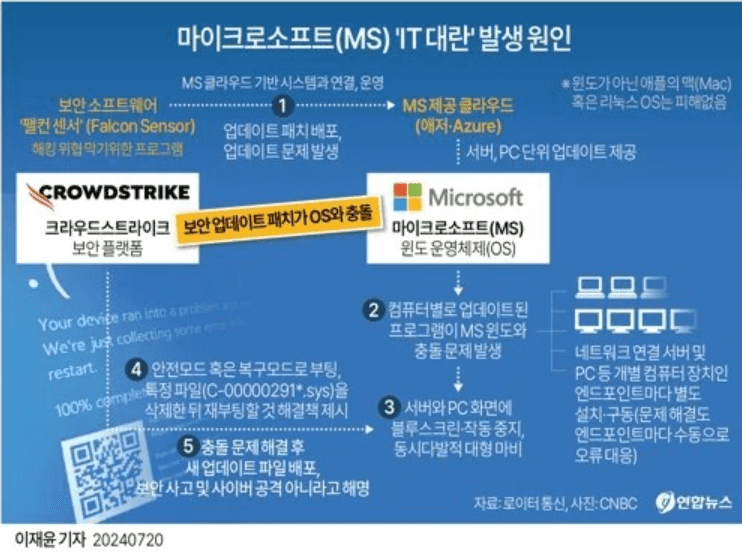 마이크로소프트(MS) 'IT 대란' 발생 원인
MS 클라우드 기반 시스템과 연결, 운영
※윈도가 아닌 애플의 맥(Mac)
혹은 리눅스 OS는 피해없음
보안 소프트웨어
'팰컨 센서' (Falcon Sensor)
해킹 위협 막기위한 프로그램
1
업데이트 패치 배포,
업데이트 문제 발생
MS 제공 클라우드
(애저·Azure)
서버, PC 단위 업데이트 제공
CROWDSTRIKE
크라우드스트라이크
보안 플랫폼
보안 업데이트 패치가 OS와 충돌
Microsoft
마이크로소프트(MS)
윈도 운영체제(OS)
:(
Your device ran into a problem and
We're just collecting some error
restart.
100% complete
2 컴퓨터별로 업데이트된
프로그램이 MS 윈도와
충돌 문제 발생
네트워크 연결 서버 및
PC 등 개별 컴퓨터 장치인
엔드포인트마다 별도
설치·구동(문제 해결도
엔드포인트마다 수동으로
오류 대응)
3 서버와 PC 화면에
블루스크린·작동 중지,
동시다발적 대형 마비
4 안전모드 혹은 복구모드로 부팅,
특정 파일(C-00000291*.sys)을
삭제한 뒤 재부팅할 것 해결책 제시
5 충돌 문제 해결 후
새 업데이트 파일 배포,
보안 사고 및 사이버 공격 아니라고 해명
자료: 로이터 통신, 사진: CNBC
연합뉴스
이재윤 기자 20240720